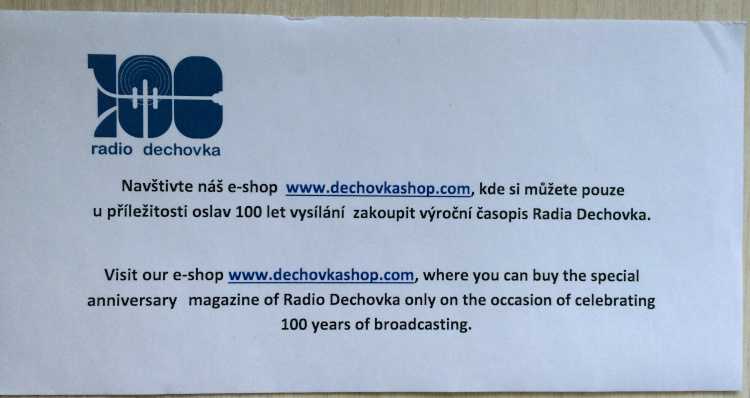 100
radio dechovka
Navštivte náš e-shop www.dechovkashop.com, kde si můžete pouze
u příležitosti oslav 100 let vysílání zakoupit výroční časopis Radia Dechovka.
Visit our e-shop www.dechovkashop.com, where you can buy the special
anniversary magazine of Radio Dechovka only on the occasion of celebrating
100 years of broadcasting.